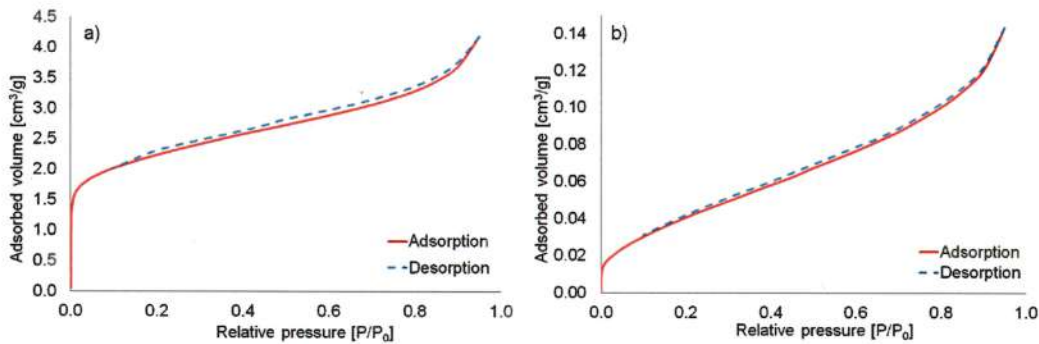 a)
4.5
4.0
3.5
3.0
2.5
2.0
1.5
1.0
0.5
0.0
Adsorbed volume [cm³/g]
0.0 0.2 0.4 0.6 0.8 1.0
Relative pressure [P/P₀]
Adsorption
Desorption
b)
0.14
0.12
0.10
0.08
0.06
0.04
0.02
0.00
Adsorbed volume [cm³/g]
0.0 0.2 0.4 0.6 0.8 1.0
Relative pressure [P/P₀]
Adsorption
Desorption